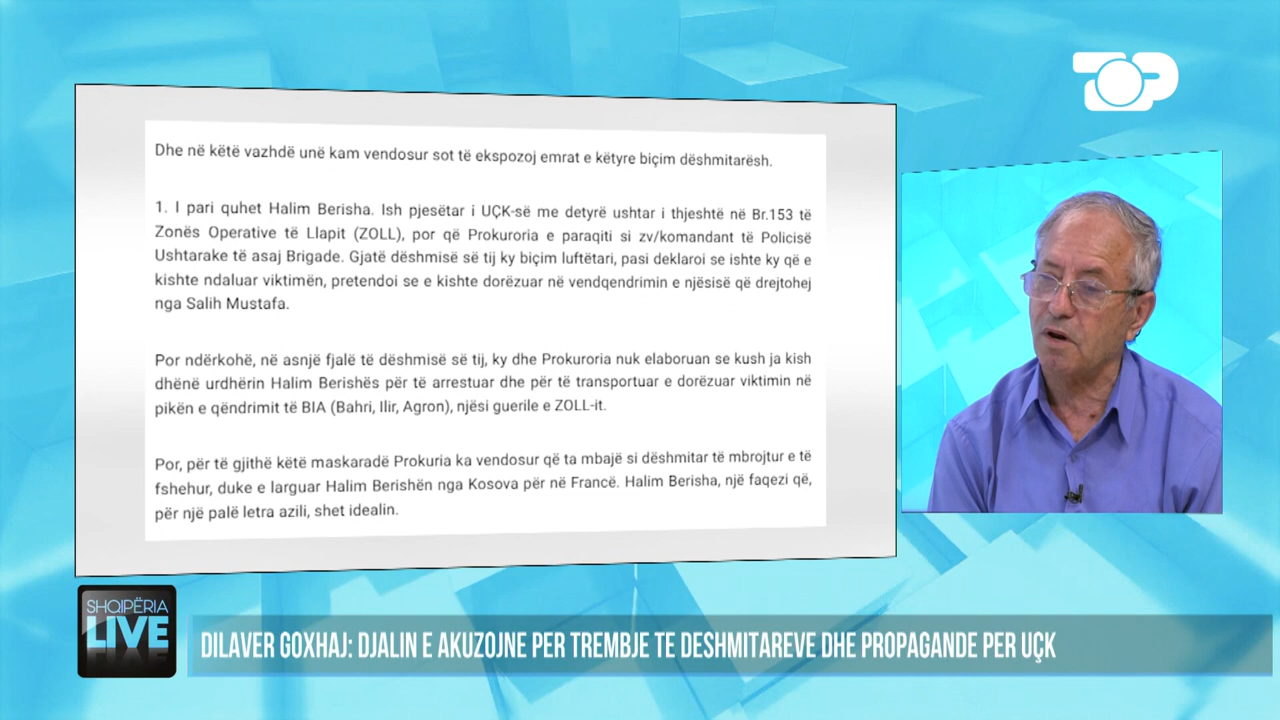 TOP
Dhe në këtë vazhdë unë kam vendosur sot të ekspozoj emrat e këtyre biçim dëshmitarësh.
1. I pari quhet Halim Berisha. Ish pjesëtar i UÇK-së me detyrë ushtar i thjeshtë në Br.153 të
Zonës Operative të Llapit (ZOLL), por që Prokuroria e paraqiti si zv/komandant të Policisë
Ushtarake të asaj Brigade. Gjatë dëshmisë së tij ky biçim luftëtari, pasi deklaroi se ishte ky që e
kishte ndaluar viktimën, pretendoi se e kishte dorëzuar në vendqendrimin e njësisë që drejtohej
nga Salih Mustafa.
Por ndërkohë, në asnjë fjalë të dëshmisë së tij, ky dhe Prokuroria nuk elaboruan se kush ja kish
dhënë urdhërin Halim Berishës për të arrestuar dhe për të transportuar e dorëzuar viktimin në
pikën e qëndrimit të BIA (Bahri, Ilir, Agron), njësi guerile e ZOLL-it.
Por, për të gjithë këtë maskaradë Prokuria ka vendosur që ta mbajë si dëshmitar të mbrojtur e të
fshehur, duke e larguar Halim Berishën nga Kosova për në Francë. Halim Berisha, një faqezi që,
për një palë letra azili, shet idealin.
SHQIPËRIA
LIVE
DILAVER GOXHAJ: DJALIN E AKUZOJNE PER TREMBJE TE DESHMITAREVE DHE PROPAGANDE PER UÇK